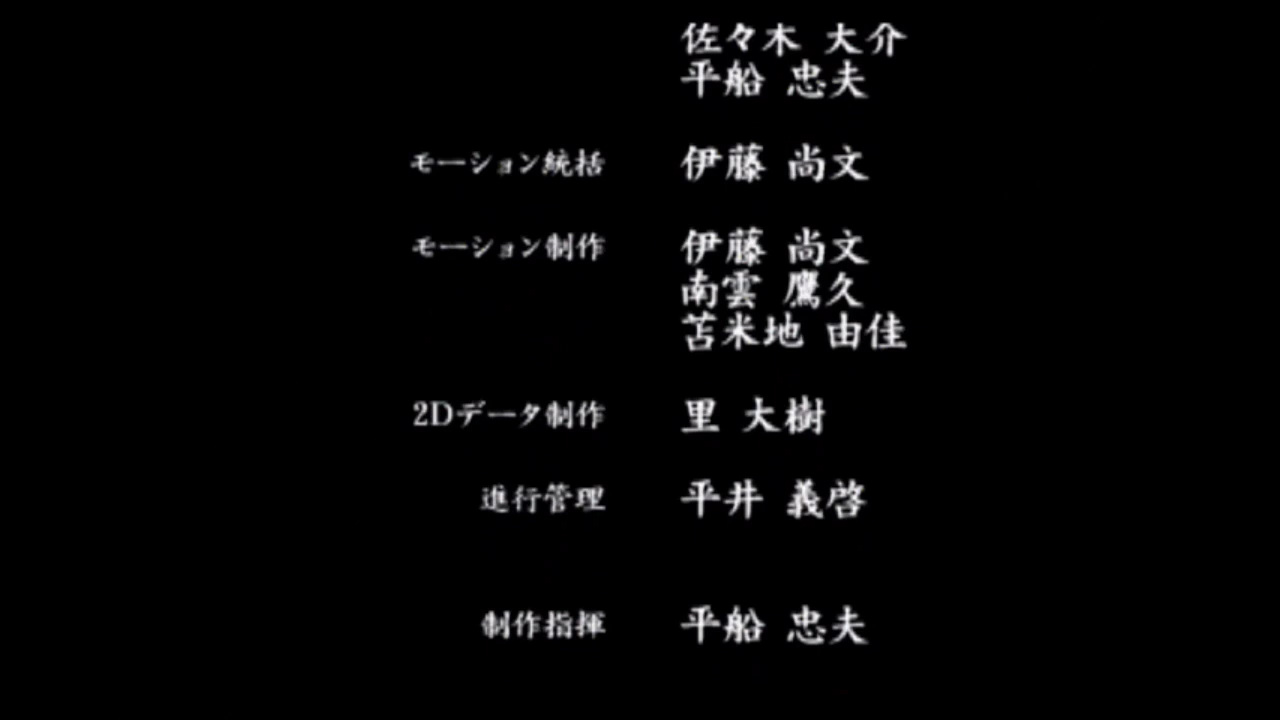 佐々木 大介
平船 忠夫
モーション統括 伊藤 尚文
モーション制作 伊藤 尚文
南雲 鷹久
苫米地 由佳
2Dデータ制作 里 大樹
進行管理 平井 義啓
制作指揮 平船 忠夫